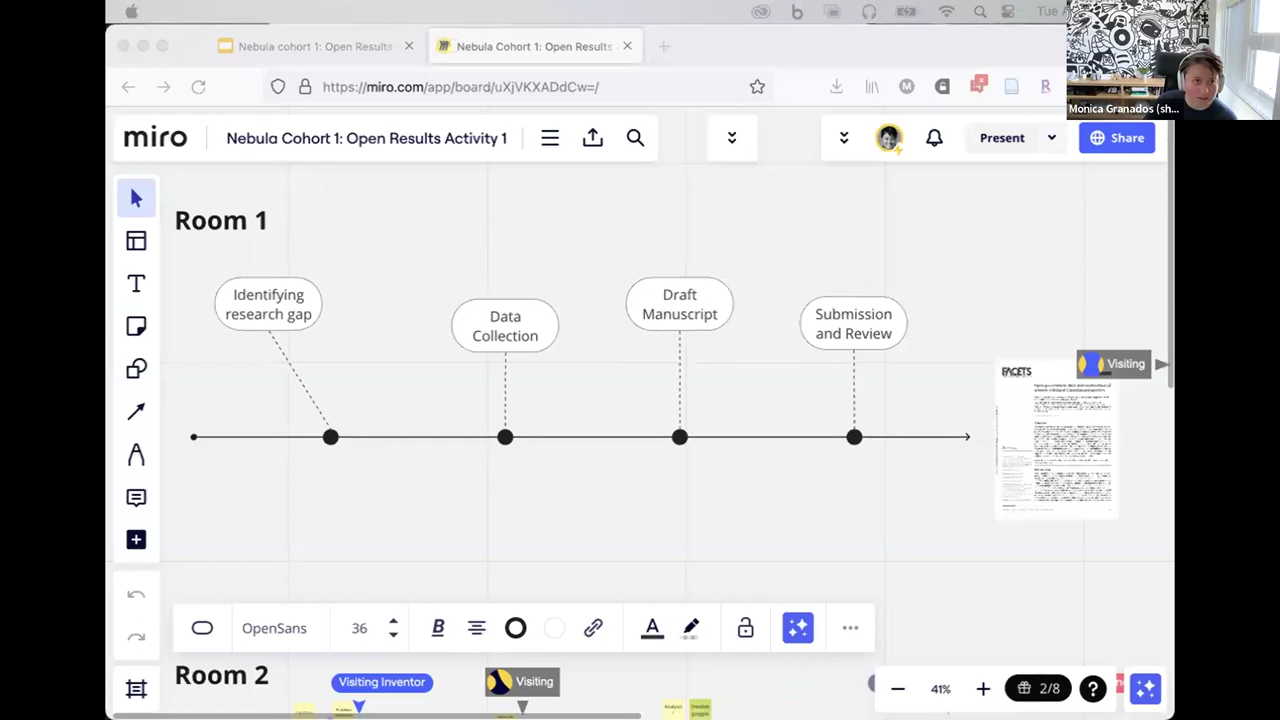 Tue
Nebula cohort 1: Open Results
Nebula Cohort 1: Open Results
https://miro.com/app/board/uXjVKXADdCw=/
Monica Granados (sh...
miro
Nebula Cohort 1: Open Results Activity 1
Present
Share
Room 1
Identifying
research gap
Data
Collection
Draft
Manuscript
Submission
and Review
Visiting
FACETS
OpenSans
36
B
A
Room 2
Visiting Inventor
Visiting
41%
2/8